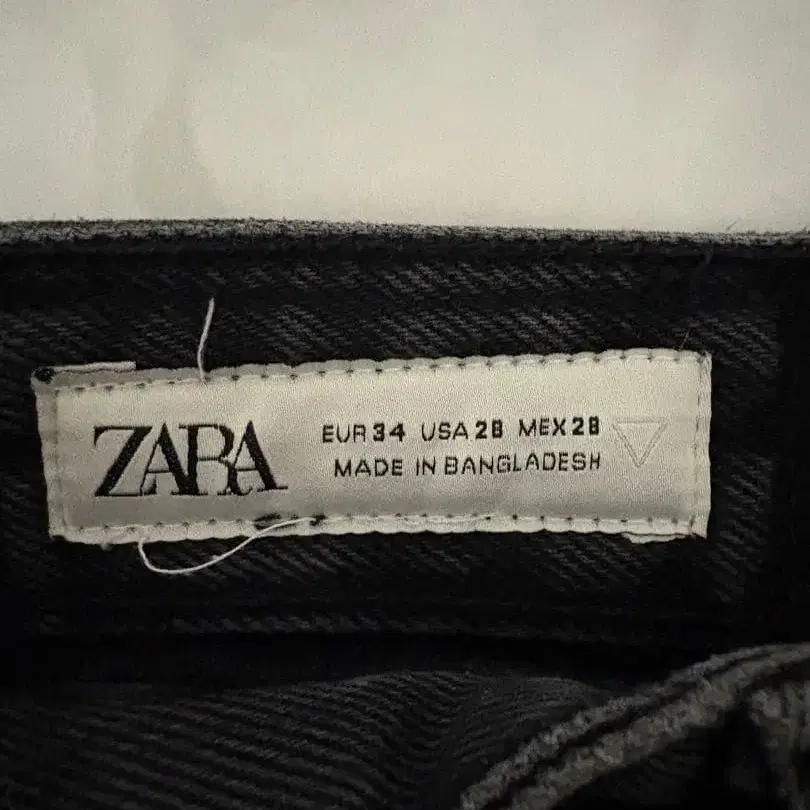 ZARA
EUR 34 USA 28 MEX 28
MADE IN BANGLADESH